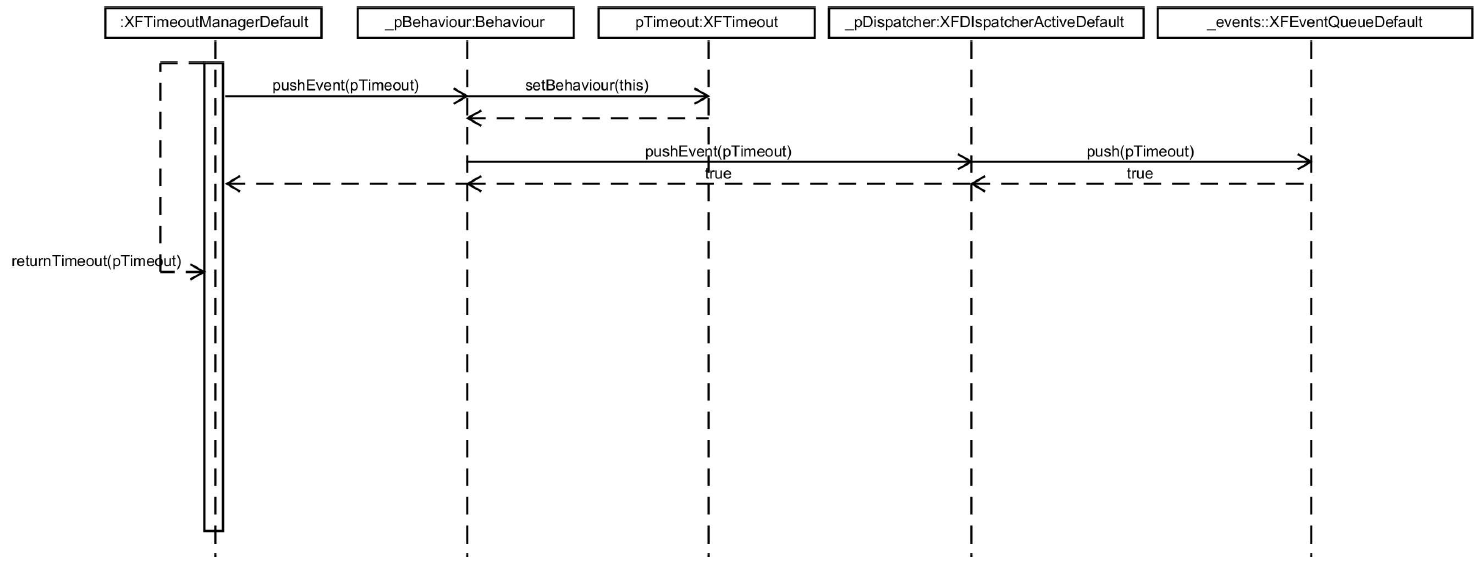 :XFTimeoutManagerDefault
_pBehaviour:Behaviour
pTimeout:XFTimeout
_pDispatcher:XFDIspatcherActiveDefault
_events::XFEventQueueDefault
pushEvent(pTimeout)
setBehaviour(this)
pushEvent(pTimeout)
push(pTimeout)
true
true
returnTimeout(pTimeout)